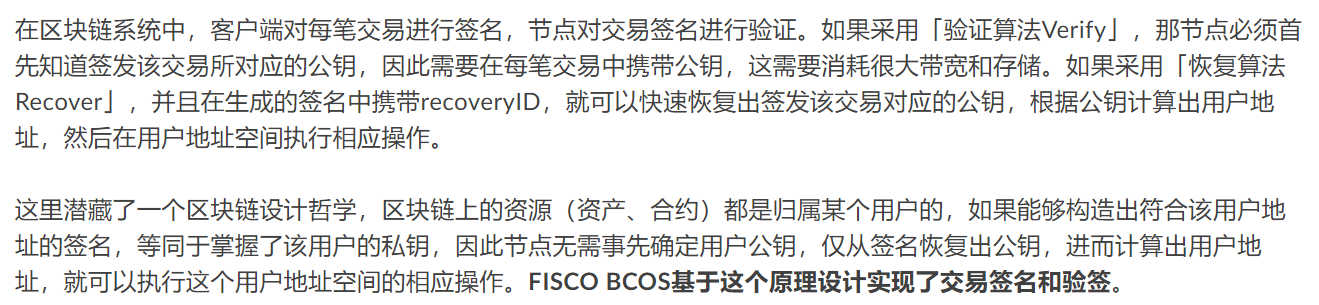 在区块链系统中，客户端对每笔交易进行签名，节点对交易签名进行验证。如果采用「验证算法Verify」，那节点必须首
先知道签发该交易所对应的公钥，因此需要在每笔交易中携带公钥，这需要消耗很大带宽和存储。如果采用「恢复算法
Recover」，并且在生成的签名中携带recoveryID，就可以快速恢复出签发该交易对应的公钥，根据公钥计算出用户地
址，然后在用户地址空间执行相应操作。
这里潜藏了一个区块链设计哲学，区块链上的资源（资产、合约）都是归属某个用户的，如果能够构造出符合该用户地
址的签名，等同于掌握了该用户的私钥，因此节点无需事先确定用户公钥，仅从签名恢复出公钥，进而计算出用户地
址，就可以执行这个用户地址空间的相应操作。FISCO BCOS基于这个原理设计实现了交易签名和验签。